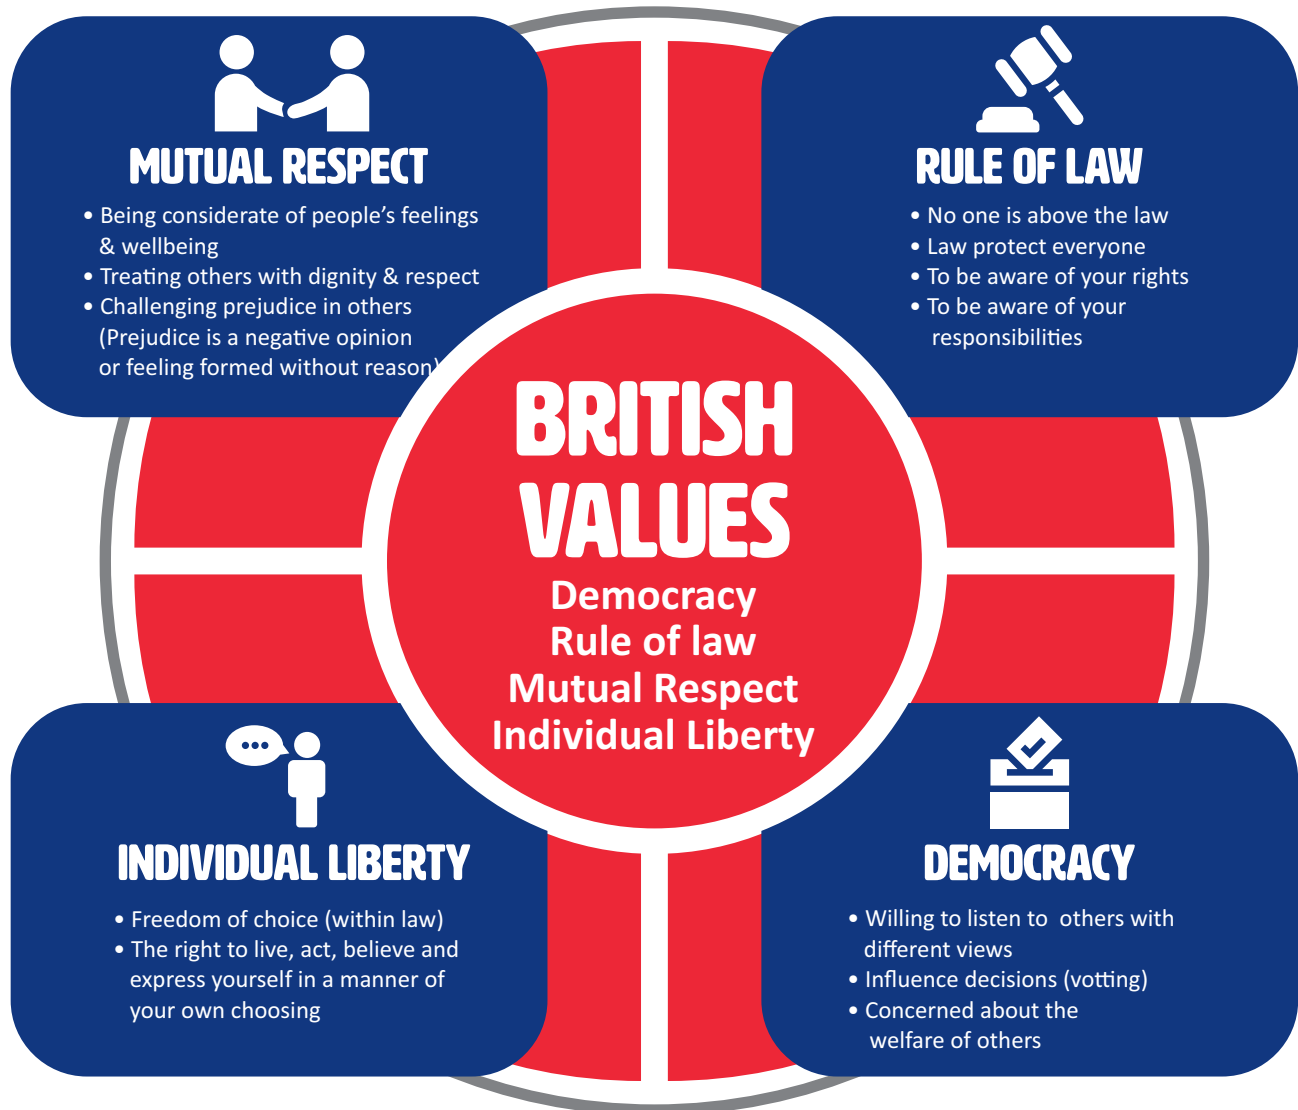 MUTUAL RESPECT
• Being considerate of people’s feelings
& wellbeing
• Treating others with dignity & respect
• Challenging prejudice in others
(Prejudice is a negative opinion
or feeling formed without reason)
RULE OF LAW
• No one is above the law
• Law protect everyone
• To be aware of your rights
• To be aware of your
responsibilities
BRITISH
VALUES
Democracy
Rule of law
Mutual Respect
Individual Liberty
INDIVIDUAL LIBERTY
• Freedom of choice (within law)
• The right to live, act, believe and
express yourself in a manner of
your own choosing
DEMOCRACY
• Willing to listen to others with
different views
• Influence decisions (votting)
• Concerned about the
welfare of others